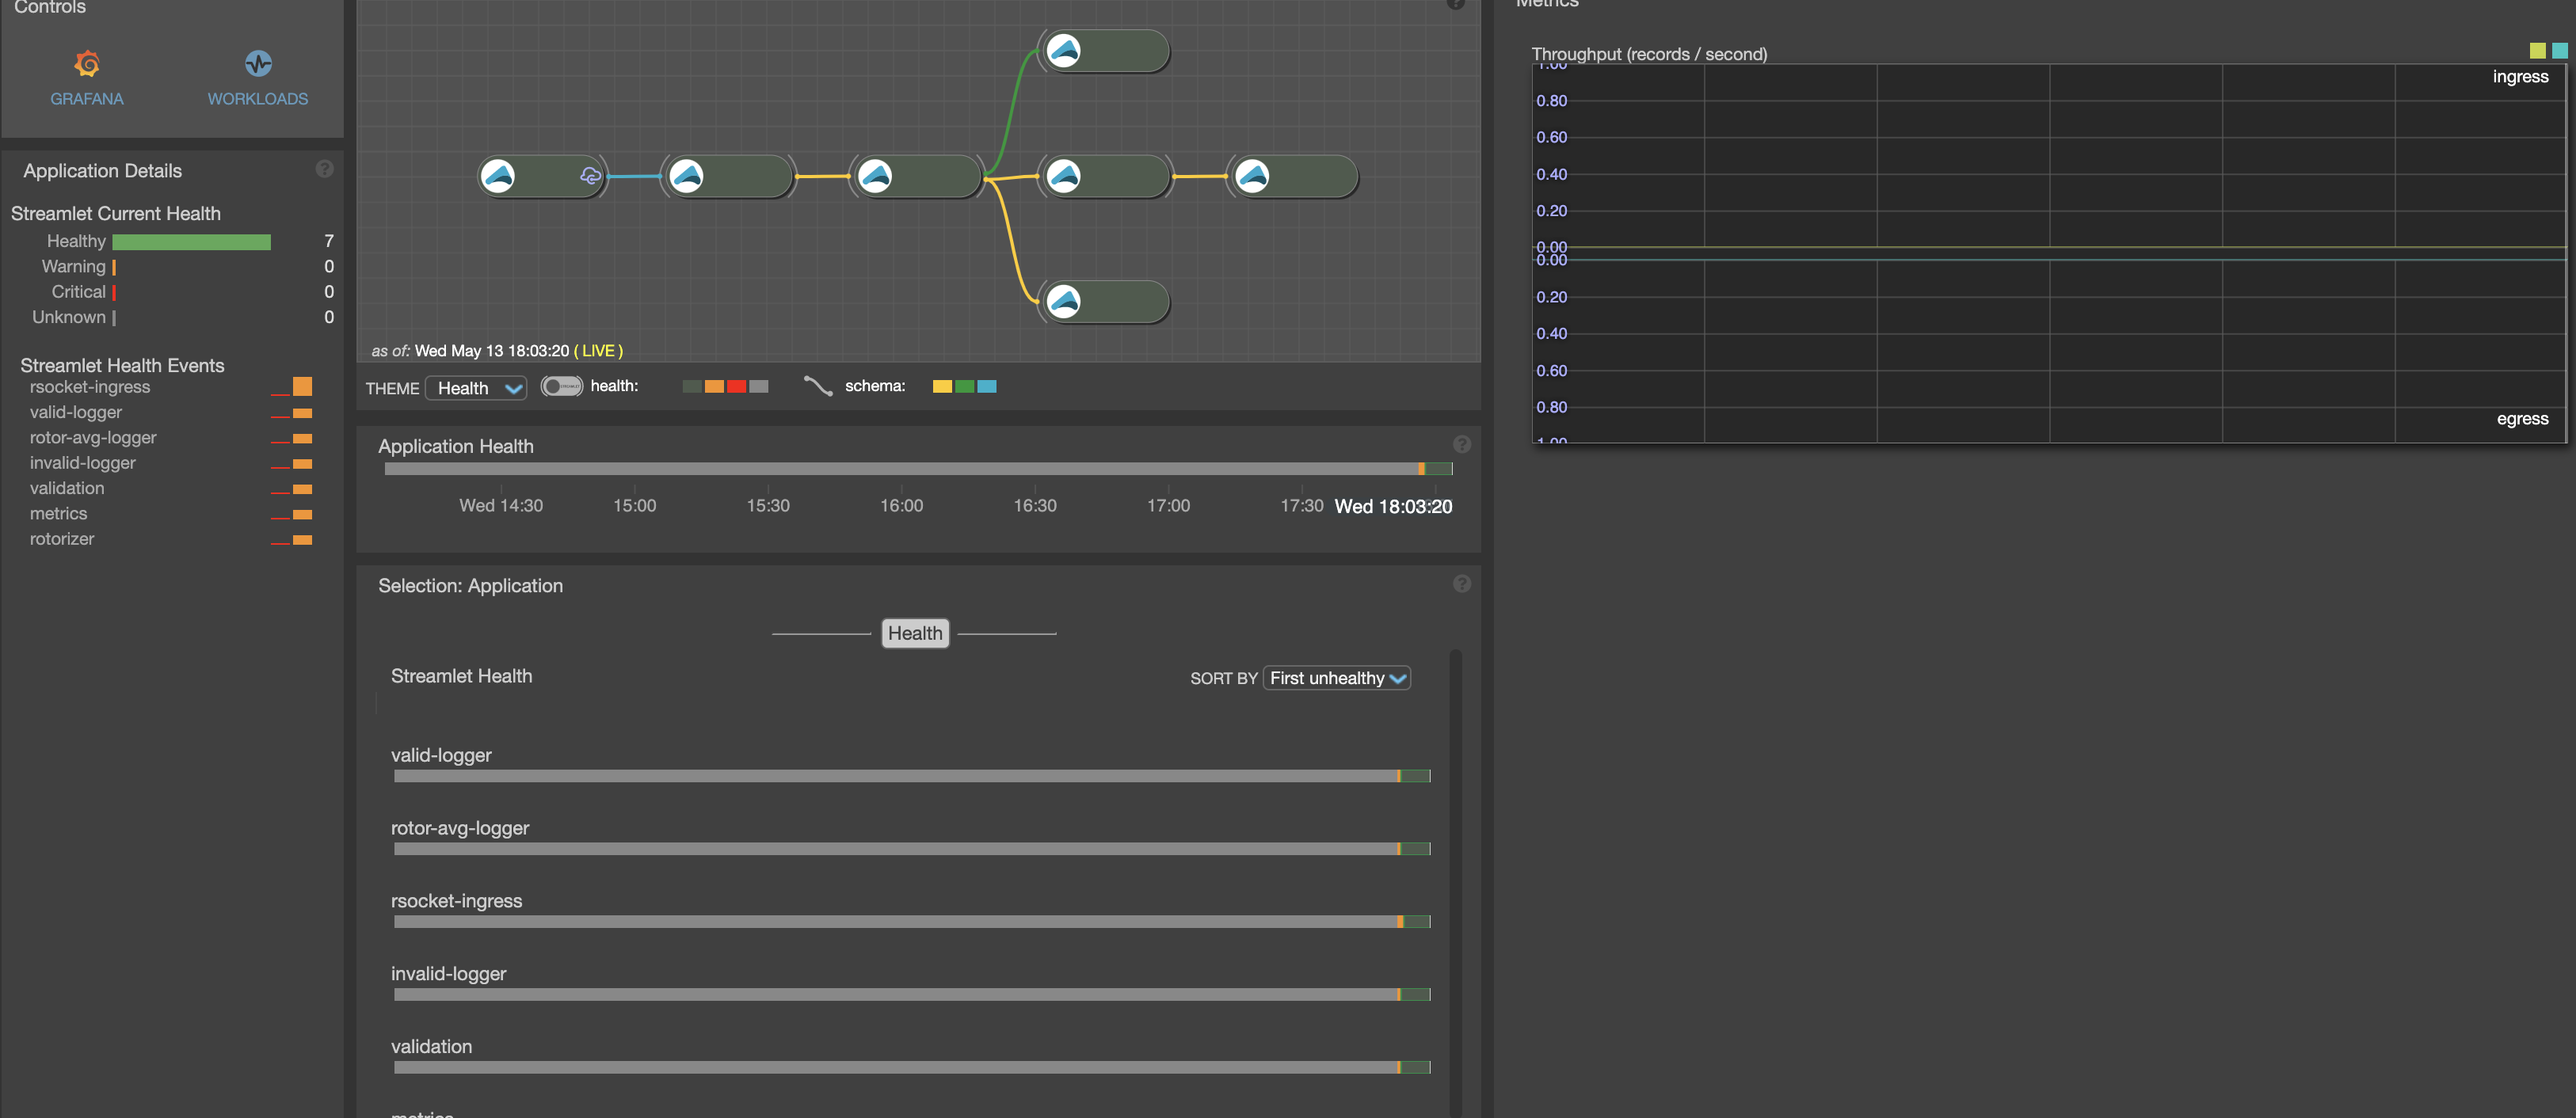 Controls
GRAFANA
WORKLOADS
Application Details
?
Streamlet Current Health
Healthy 7
Warning 0
Critical 0
Unknown 0
Streamlet Health Events
rsocket-ingress
valid-logger
rotor-avg-logger
invalid-logger
validation
metrics
rotorizer
?
as of: Wed May 13 18:03:20 ( LIVE )
THEME Health health: schema:
Application Health
?
Wed 14:30 15:00 15:30 16:00 16:30 17:00 17:30 Wed 18:03:20
Selection: Application
?
Health
Streamlet Health
SORT BY First unhealthy
valid-logger
rotor-avg-logger
rsocket-ingress
invalid-logger
validation
metrics
Metrics
Throughput (records / second)
1.00
ingress
0.80
0.60
0.40
0.20
0.00
0.00
0.20
0.40
0.60
0.80
egress
1.00